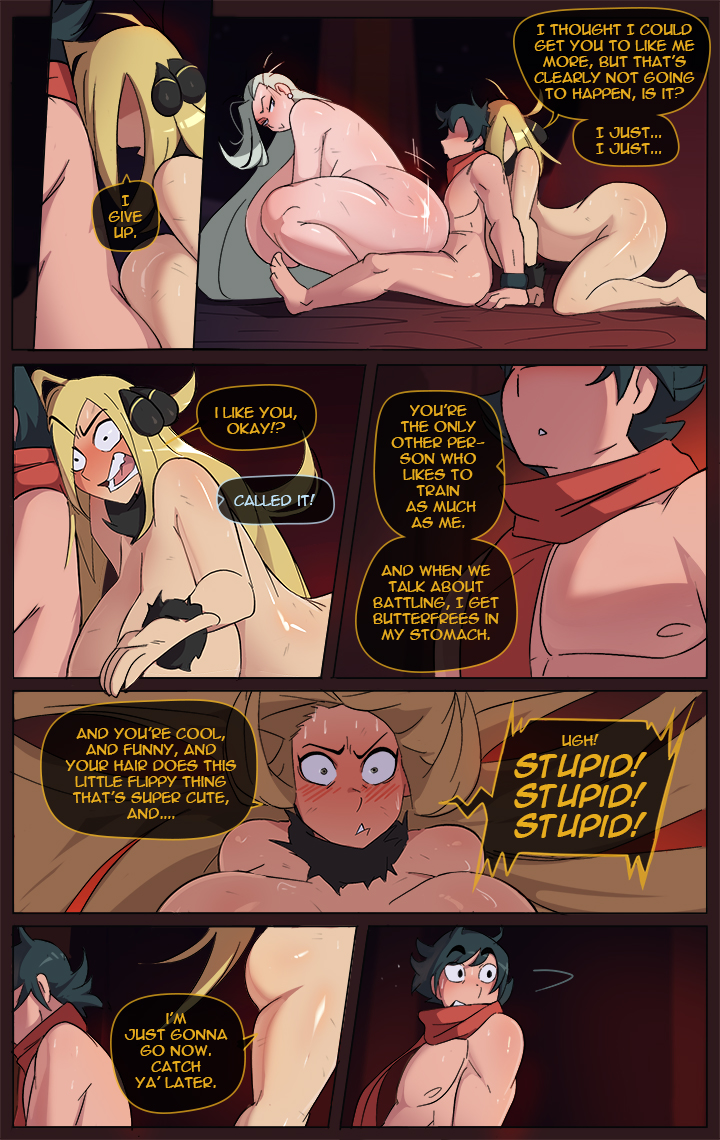 I THOUGHT I COULD
GET YOU TO LIKE ME
MORE, BUT THAT'S
CLEARLY NOT GOING
TO HAPPEN, IS IT?
I JUST...
I JUST...
I
GIVE
UP.
I LIKE YOU,
OKAY!?
CALLED IT!
YOU'RE
THE ONLY
OTHER PER-
SON WHO
LIKES TO
TRAIN
AS MUCH
AS ME.
AND WHEN WE
TALK ABOUT
BATTLING, I GET
BUTTERFREES IN
MY STOMACH.
AND YOU'RE COOL,
AND FUNNY, AND
YOUR HAIR DOES THIS
LITTLE FLIPPY THING
THAT'S SUPER CUTE,
AND....
UGH!
STUPID!
STUPID!
STUPID!
I'M
JUST GONNA
GO NOW.
CATCH
YA' LATER.